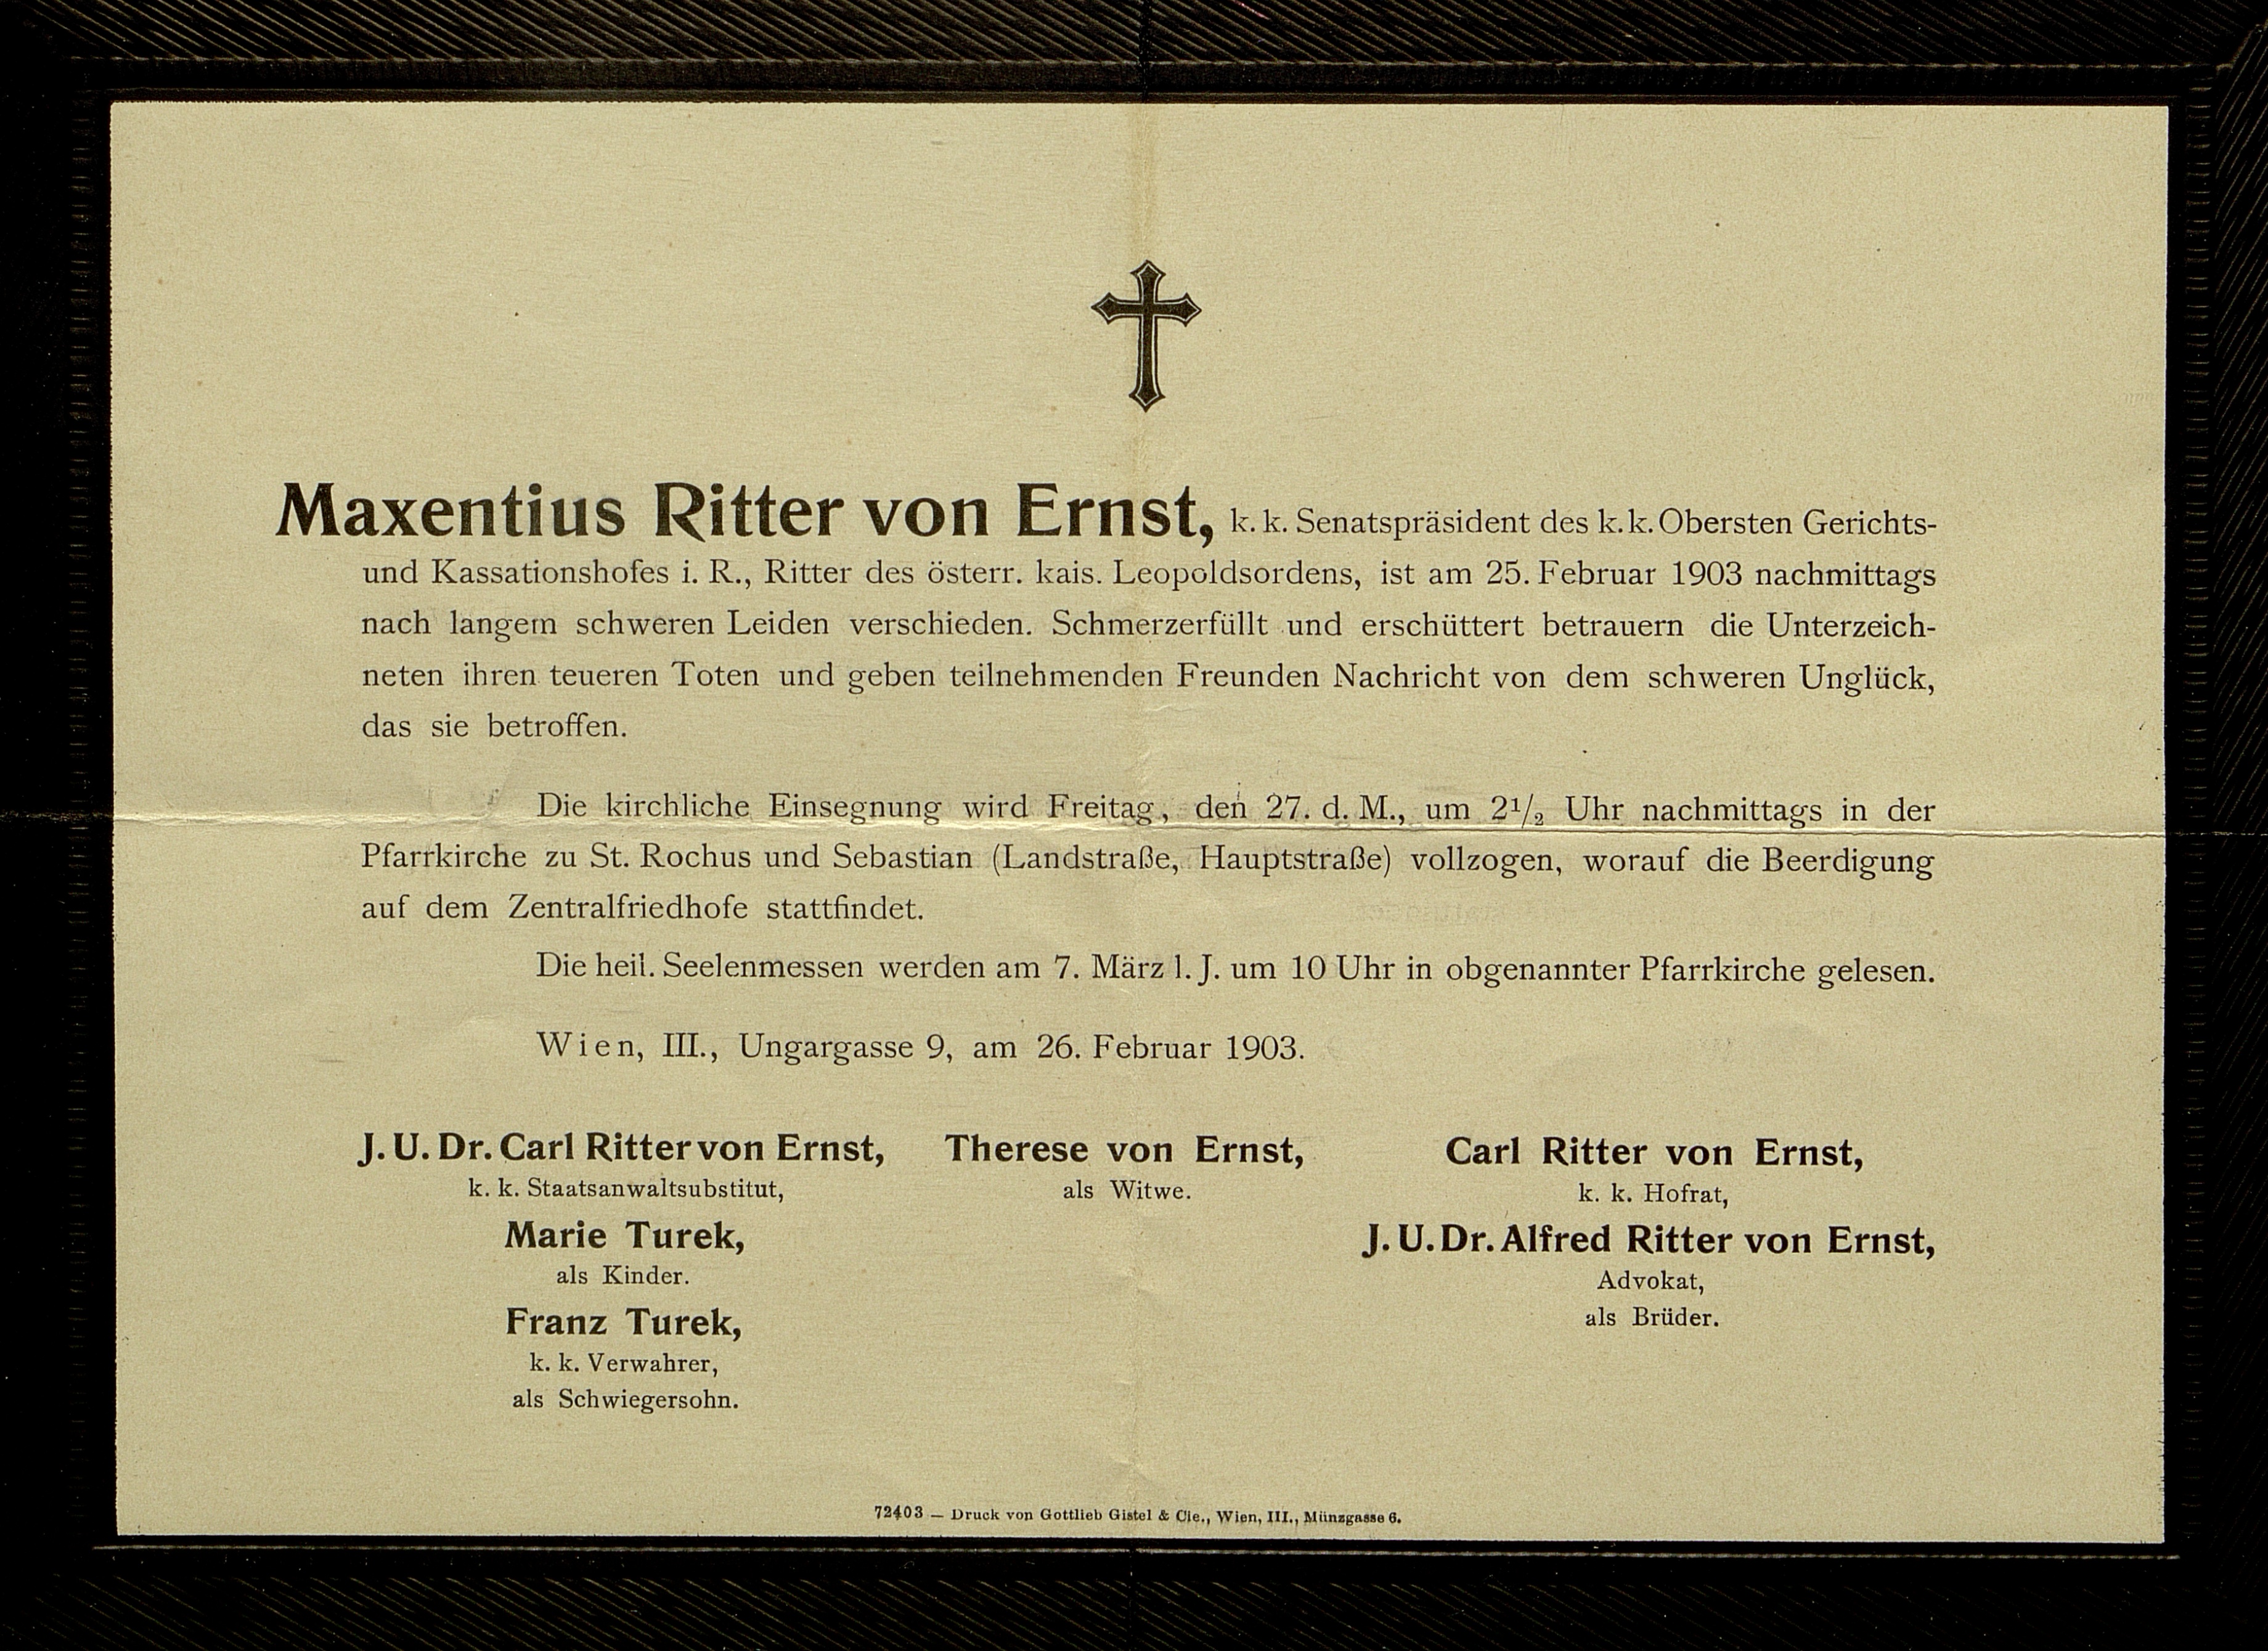 Maxentius Ritter von Ernst, k. k. Senatspräsident des k. k. Obersten Gerichts-
und Kassationshofes i. R., Ritter des österr. kais. Leopoldsordens, ist am 25. Februar 1903 nachmittags
nach langem schweren Leiden verschieden. Schmerzerfüllt und erschüttert betrauern die Unterzeich-
neten ihren teueren Toten und geben teilnehmenden Freunden Nachricht von dem schweren Unglück,
das sie betroffen.
Die kirchliche Einsegnung wird Freitag, den 27. d. M., um 2½ Uhr nachmittags in der
Pfarrkirche zu St. Rochus und Sebastian (Landstraße, Hauptstraße) vollzogen, worauf die Beerdigung
auf dem Zentralfriedhofe stattfindet.
Die heil. Seelenmessen werden am 7. März l. J. um 10 Uhr in obgenannter Pfarrkirche gelesen.
Wien, III., Ungargasse 9, am 26. Februar 1903.
J. U. Dr. Carl Ritter von Ernst,
k. k. Staatsanwaltsubstitut,
Marie Turek,
als Kinder.
Franz Turek,
k. k. Verwahrer,
als Schwiegersohn.
Therese von Ernst,
als Witwe.
Carl Ritter von Ernst,
k. k. Hofrat,
J. U. Dr. Alfred Ritter von Ernst,
Advokat,
als Brüder.
72403 — Druck von Gottlieb Gistel & Cie., Wien, III., Münzgasse 6.